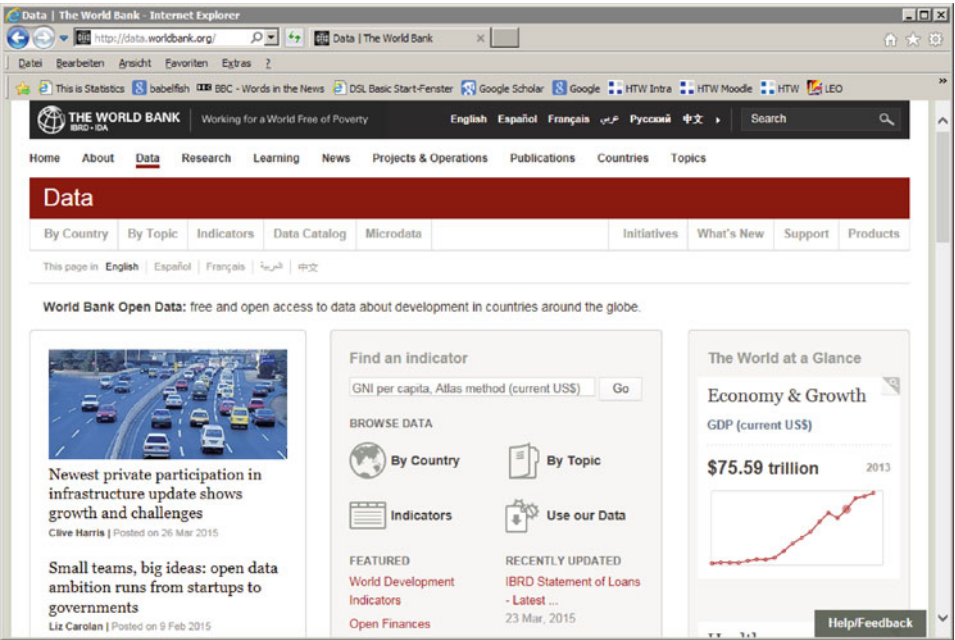 Data | The World Bank - Internet Explorer
http://data.worldbank.org/
Data | The World Bank
Datei Bearbeiten Ansicht Favoriten Extras ?
This is Statistics babelfish BBC - Words in the News DSL Basic Start-Fenster Google Scholar Google HTW Intra HTW Moodle HTW LEO
THE WORLD BANK
IBRD • IDA
Working for a World Free of Poverty
English Español Français عربي Русский 中文
Search
Home About Data Research Learning News Projects & Operations Publications Countries Topics
Data
By Country By Topic Indicators Data Catalog Microdata Initiatives What's New Support Products
This page in English Español Français العربية 中文
World Bank Open Data: free and open access to data about development in countries around the globe.
Newest private participation in
infrastructure update shows
growth and challenges
Clive Harris | Posted on 26 Mar 2015
Small teams, big ideas: open data
ambition runs from startups to
governments
Liz Carolan | Posted on 9 Feb 2015
Find an indicator
GNI per capita, Atlas method (current US$)
Go
BROWSE DATA
By Country
By Topic
Indicators
Use our Data
FEATURED
World Development
Indicators
Open Finances
RECENTLY UPDATED
IBRD Statement of Loans
- Latest ...
23 Mar, 2015
The World at a Glance
Economy & Growth
GDP (current US$)
$75.59 trillion 2013
Help/Feedback